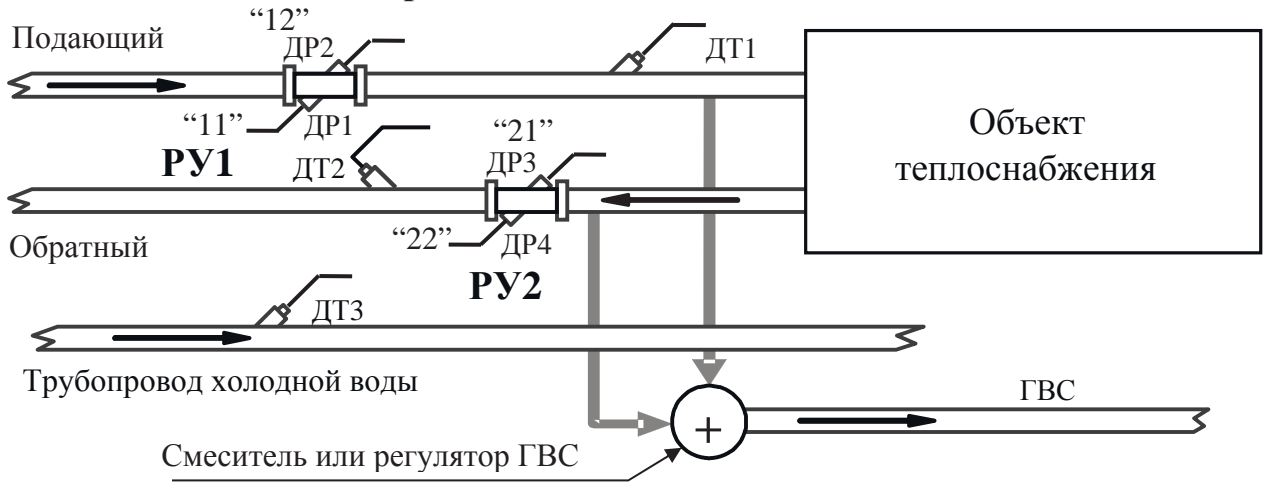 “12”
Подающий
ДР2
ДТ1
“11”
ДР1
РУ1
Объект
теплоснабжения
“21”
ДТ2
ДР3
Обратный
“22”
ДР4
РУ2
ДТ3
Трубопровод холодной воды
ГВС
+
Смеситель или регулятор ГВС